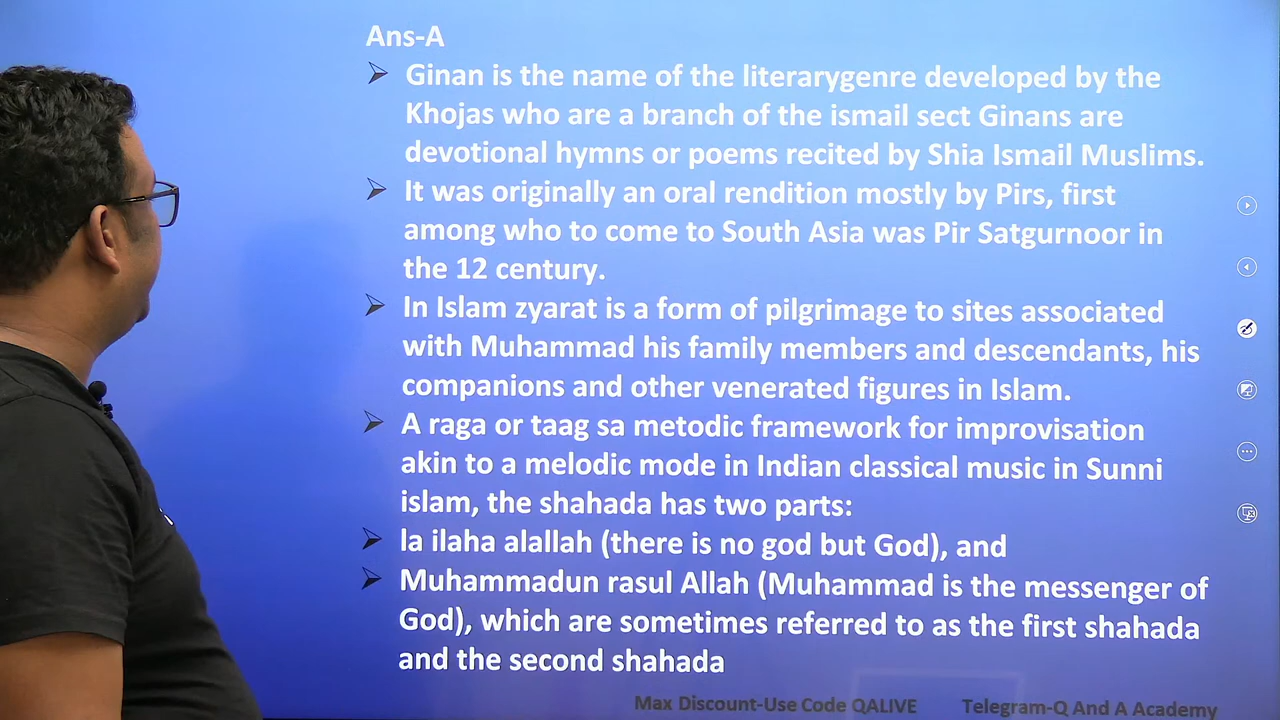 Ans-A
Ginan is the name of the literarygenre developed by the
Khojas who are a branch of the ismail sect Ginans are
devotional hymns or poems recited by Shia Ismail Muslims.
It was originally an oral rendition mostly by Pirs, first
among who to come to South Asia was Pir Satgurnoor in
the 12 century.
In Islam zyarat is a form of pilgrimage to sites associated
with Muhammad his family members and descendants, his
companions and other venerated figures in Islam.
A raga or taag sa metodic framework for improvisation
akin to a melodic mode in Indian classical music in Sunni
islam, the shahada has two parts:
la ilaha alallah (there is no god but God), and
Muhammadun rasul Allah (Muhammad is the messenger of
God), which are sometimes referred to as the first shahada
and the second shahada
Max Discount-Use Code QALIVE Telegram-Q And A Academy